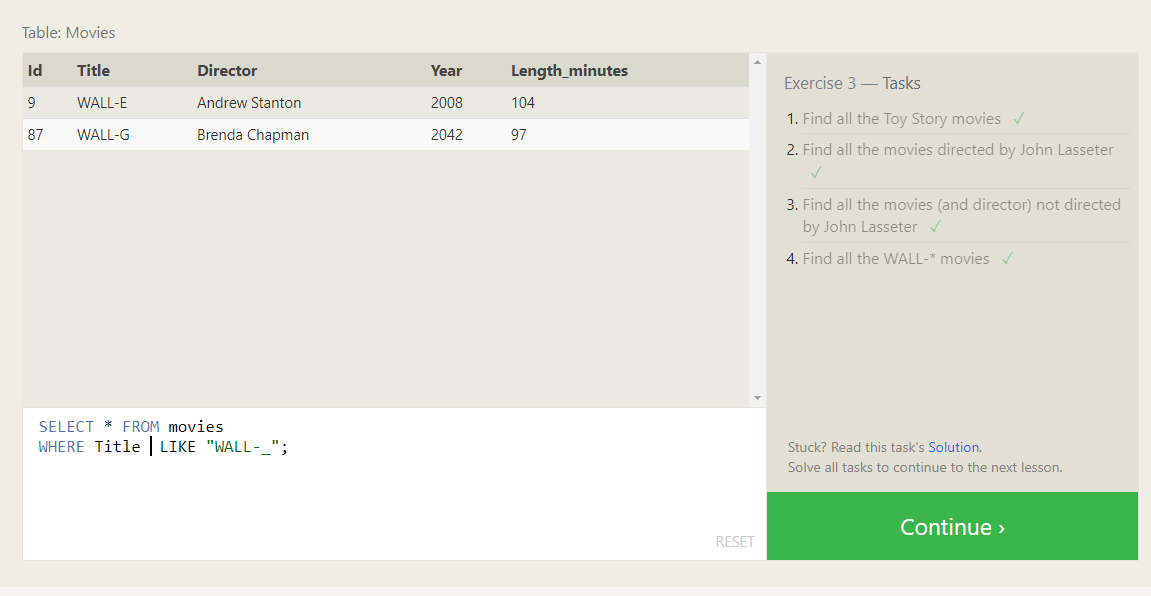 Table: Movies
Id Title Director Year Length_minutes
9 WALL-E Andrew Stanton 2008 104
87 WALL-G Brenda Chapman 2042 97
SELECT * FROM movies
WHERE Title LIKE "WALL-_";
RESET
Exercise 3 — Tasks
1. Find all the Toy Story movies ✓
2. Find all the movies directed by John Lasseter
✓
3. Find all the movies (and director) not directed
by John Lasseter ✓
4. Find all the WALL-* movies ✓
Stuck? Read this task's Solution.
Solve all tasks to continue to the next lesson.
Continue ›